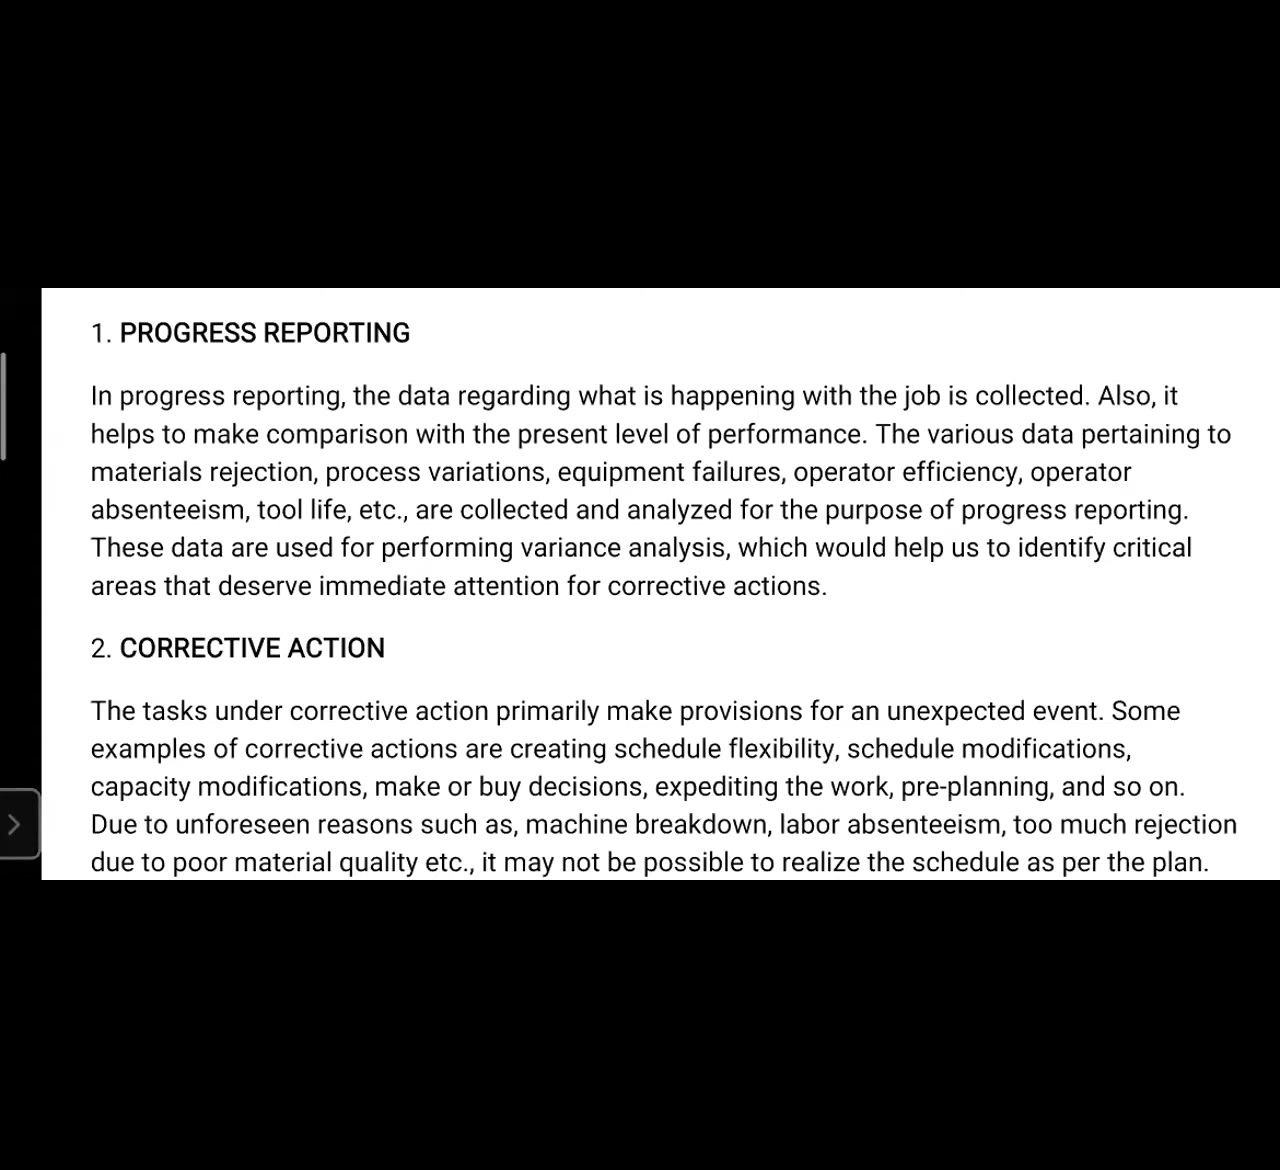 1. PROGRESS REPORTING
In progress reporting, the data regarding what is happening with the job is collected. Also, it
helps to make comparison with the present level of performance. The various data pertaining to
materials rejection, process variations, equipment failures, operator efficiency, operator
absenteeism, tool life, etc., are collected and analyzed for the purpose of progress reporting.
These data are used for performing variance analysis, which would help us to identify critical
areas that deserve immediate attention for corrective actions.
2. CORRECTIVE ACTION
The tasks under corrective action primarily make provisions for an unexpected event. Some
examples of corrective actions are creating schedule flexibility, schedule modifications,
capacity modifications, make or buy decisions, expediting the work, pre-planning, and so on.
Due to unforeseen reasons such as, machine breakdown, labor absenteeism, too much rejection
due to poor material quality etc., it may not be possible to realize the schedule as per the plan.